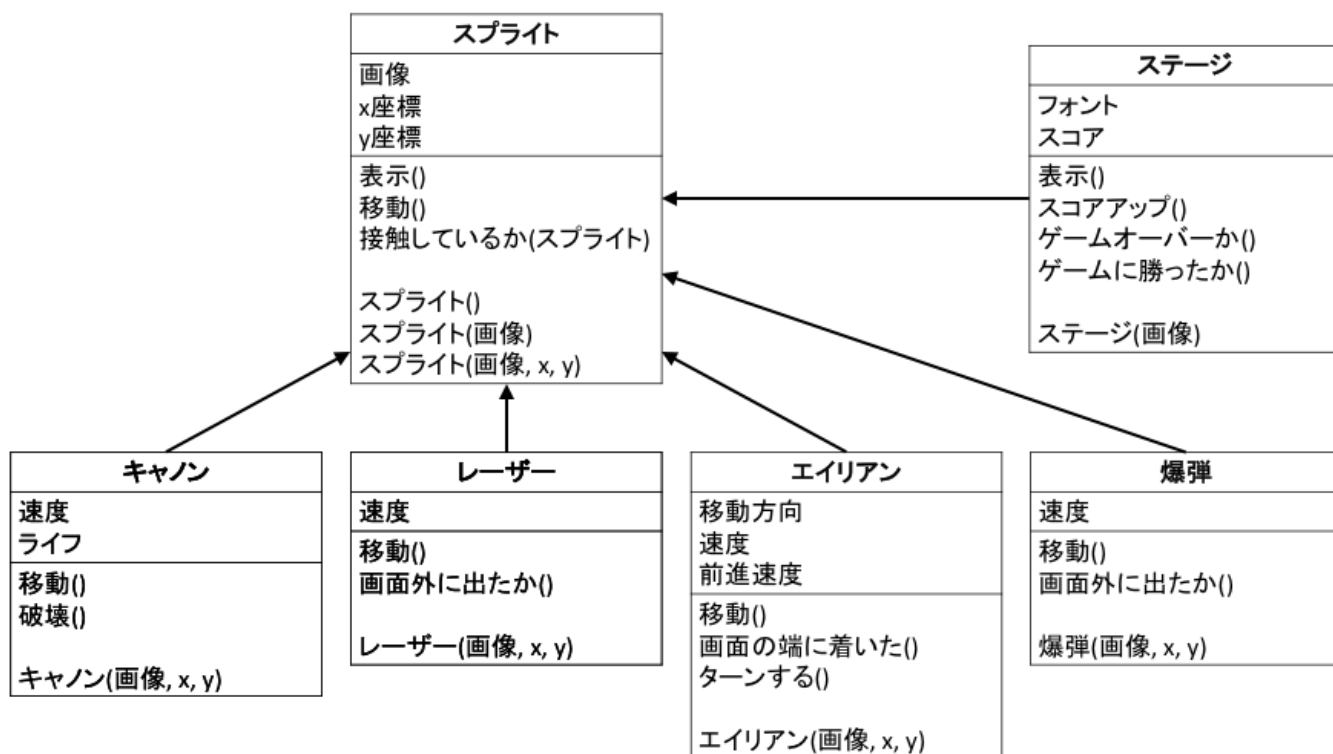 スプライト
画像
x座標
y座標
表示()
移動()
接触しているか(スプライト)
スプライト()
スプライト(画像)
スプライト(画像, x, y)
ステージ
フォント
スコア
表示()
スコアアップ()
ゲームオーバーか()
ゲームに勝ったか()
ステージ(画像)
キャノン
速度
ライフ
移動()
破壊()
キャノン(画像, x, y)
レーザー
速度
移動()
画面外に出たか()
レーザー(画像, x, y)
エイリアン
移動方向
速度
前進速度
移動()
画面の端に着いた()
ターンする()
エイリアン(画像, x, y)
爆弾
速度
移動()
画面外に出たか()
爆弾(画像, x, y)